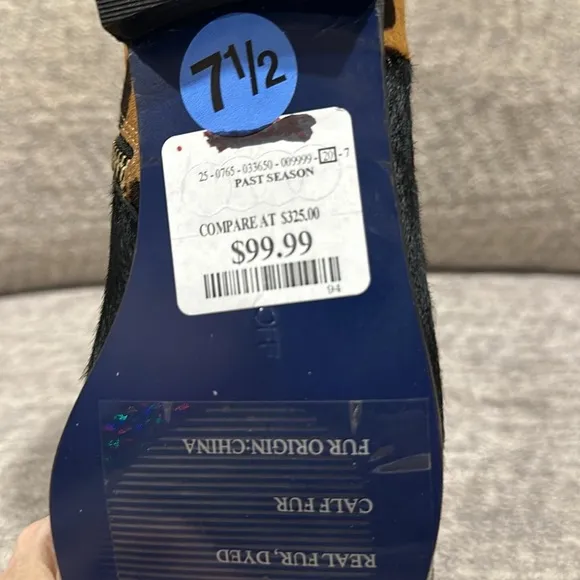 7 1/2
25-0765-033650-009999-20-7
PAST SEASON
COMPARE AT $325.00
$99.99
94
REAL FUR, DYED
CALF FUR
FUR ORIGIN:CHINA